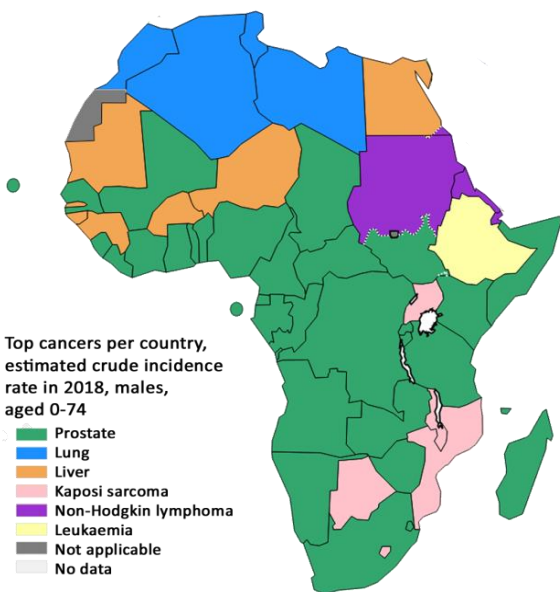 Top cancers per country,
estimated crude incidence
rate in 2018, males,
aged 0-74
Prostate
Lung
Liver
Kaposi sarcoma
Non-Hodgkin lymphoma
Leukaemia
Not applicable
No data